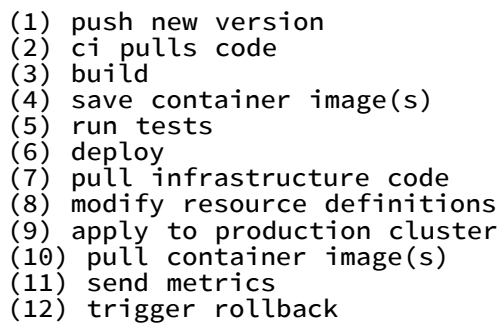 (1) push new version
(2) ci pulls code
(3) build
(4) save container image(s)
(5) run tests
(6) deploy
(7) pull infrastructure code
(8) modify resource definitions
(9) apply to production cluster
(10) pull container image(s)
(11) send metrics
(12) trigger rollback